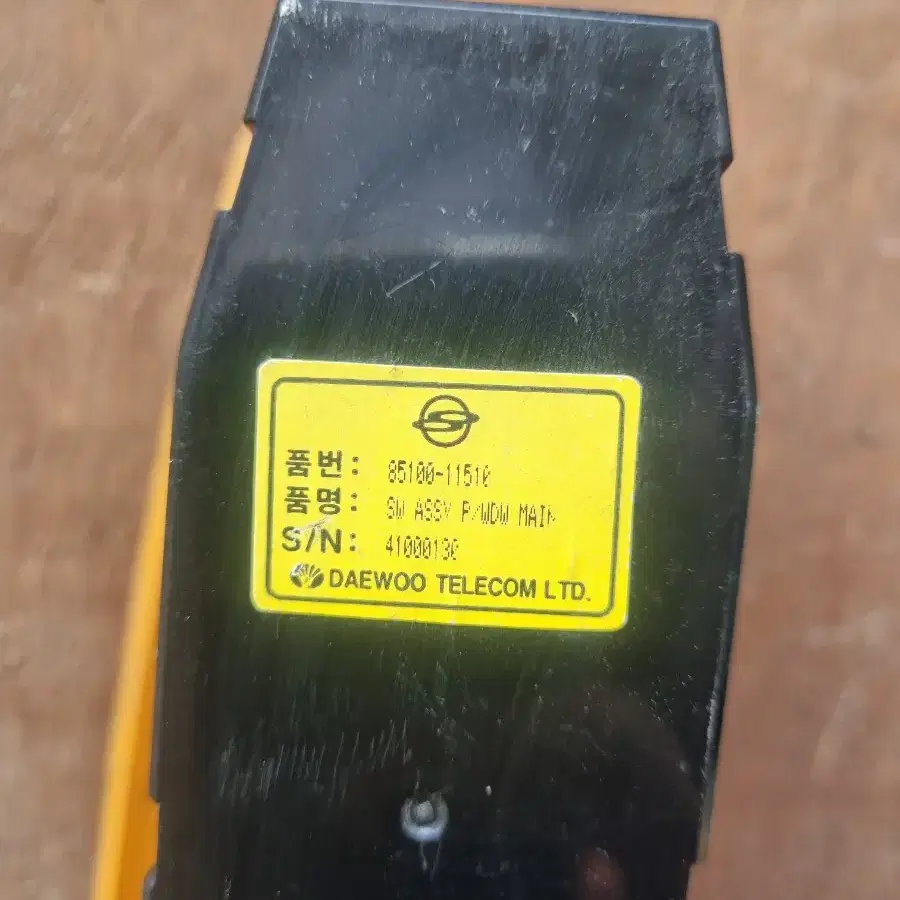 품번: 85100-11510
품명: SW ASSY P/WDW MAIN
S/N: 41000130
DAEWOO TELECOM LTD.